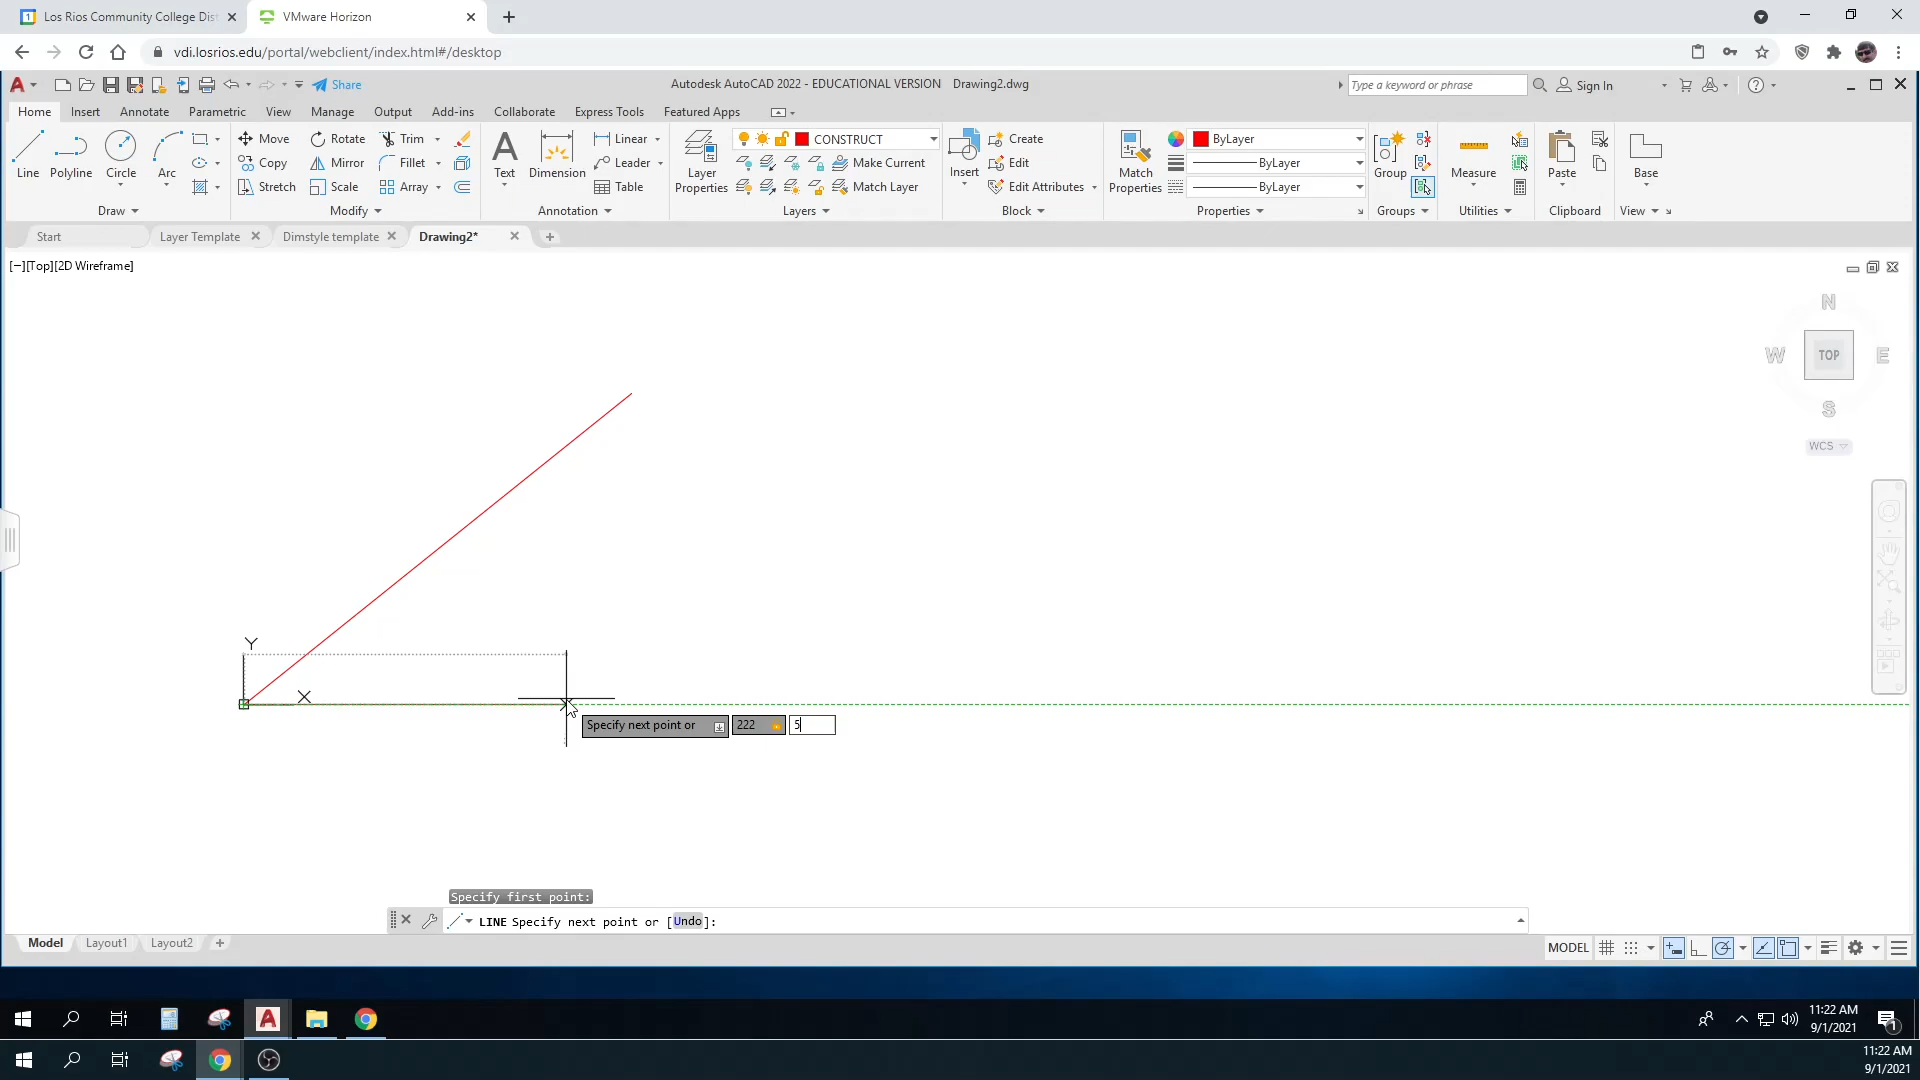 Los Rios Community College Dist
VMware Horizon
vdi.losrios.edu/portal/webclient/index.html#/desktop
Share
Autodesk AutoCAD 2022 - EDUCATIONAL VERSION Drawing2.dwg
Type a keyword or phrase
Sign In
Home Insert Annotate Parametric View Manage Output Add-ins Collaborate Express Tools Featured Apps
Line
Polyline
Circle
Arc
Draw
Move
Copy
Stretch
Rotate
Mirror
Scale
Trim
Fillet
Array
Modify
Text
Dimension
Linear
Leader
Table
Annotation
Layer
Properties
CONSTRUCT
Make Current
Match Layer
Layers
Insert
Create
Edit
Edit Attributes
Block
Match
Properties
ByLayer
ByLayer
ByLayer
Properties
Group
Groups
Measure
Utilities
Paste
Clipboard
Base
View
Start
Layer Template
Dimstyle template
Drawing2*
[−][Top][2D Wireframe]
N
W
TOP
E
S
WCS
Y
X
Specify next point or
222
5
Specify first point:
LINE Specify next point or [Undo]:
Model
Layout1
Layout2
MODEL
11:22 AM
9/1/2021
1
11:22 AM
9/1/2021